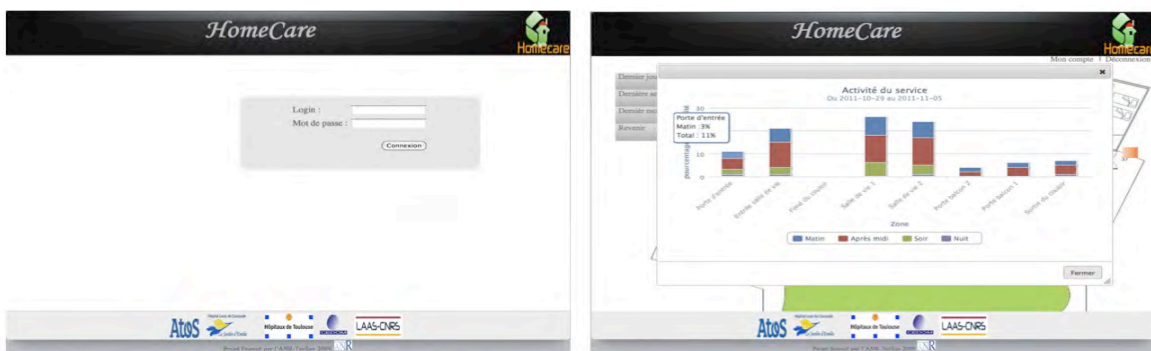 HomeCare
Homecare
Login :
Mot de passe :
Connexion
AtoS
Hôpitaux de Toulouse
LAAS-CNRS
HomeCare
Homecare
Mon compte | Déconnexion
Dernier
Dernière
Dernier
Revenir
Activité du service
Du 2011-10-29 au 2011-11-05
pourcentage
30
10
0
Porte d'entrée
Matin :3%
Total : 11%
Porte d'entrée
Entrée salle de vie
Fond du couloir
Salle de vie 1
Salle de vie 2
Porte balcon 2
Porte balcon 1
Sortie du couloir
Zone
Matin
Après midi
Soir
Nuit
Fermer
AtoS
Hôpitaux de Toulouse
LAAS-CNRS